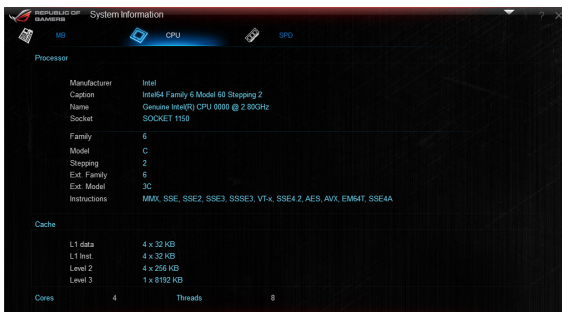 REPUBLIC OF GAMERS System Information ? X
MB CPU SPD
Processor
Manufacturer Intel
Caption Intel64 Family 6 Model 60 Stepping 2
Name Genuine Intel(R) CPU 0000 @ 2.80GHz
Socket SOCKET 1150
Family 6
Model C
Stepping 2
Ext. Family 6
Ext. Model 3C
Instructions MMX, SSE, SSE2, SSE3, SSSE3, VT-x, SSE4.2, AES, AVX, EM64T, SSE4A
Cache
L1 data 4 x 32 KB
L1 Inst. 4 x 32 KB
Level 2 4 x 256 KB
Level 3 1 x 8192 KB
Cores 4 Threads 8